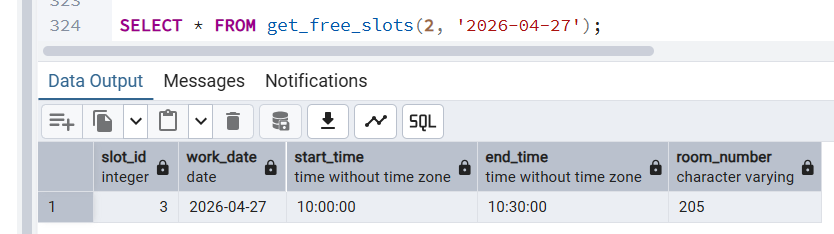 324 SELECT * FROM get_free_slots(2, '2026-04-27');
Data Output Messages Notifications
SQL
slot_id work_date start_time end_time room_number
integer date time without time zone time without time zone character varying
1 3 2026-04-27 10:00:00 10:30:00 205